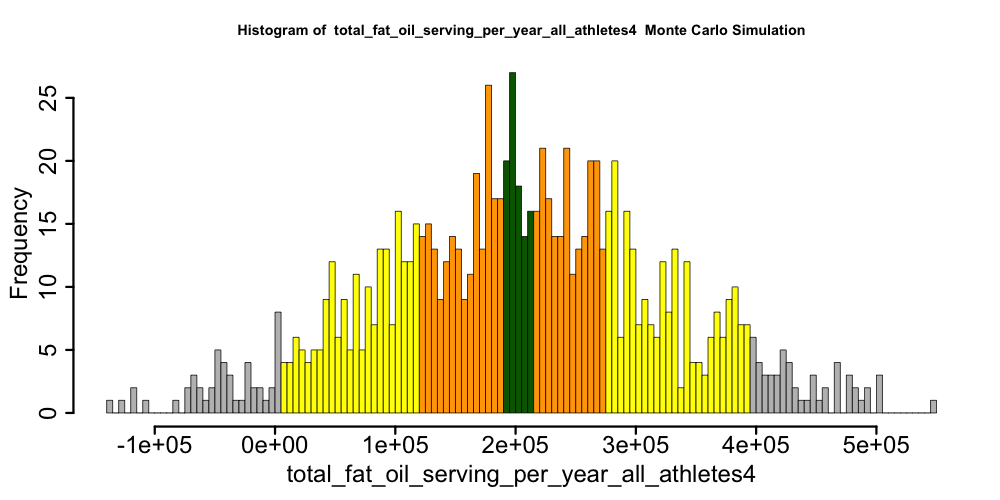 Histogram of  total_fat_oil_serving_per_year_all_athletes4  Monte Carlo Simulation
Frequency
25
20
15
10
5
0
-1e+05 0e+00 1e+05 2e+05 3e+05 4e+05 5e+05
total_fat_oil_serving_per_year_all_athletes4